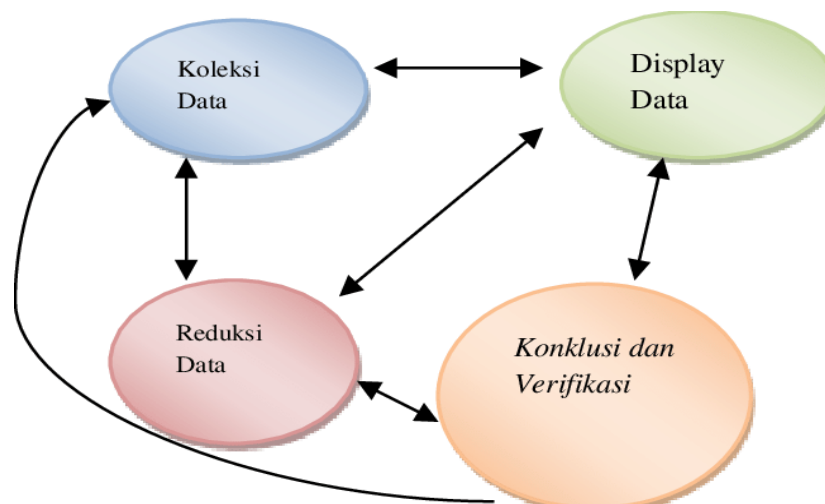 Koleksi
Data
Display
Data
Reduksi
Data
Konklusi dan
Verifikasi